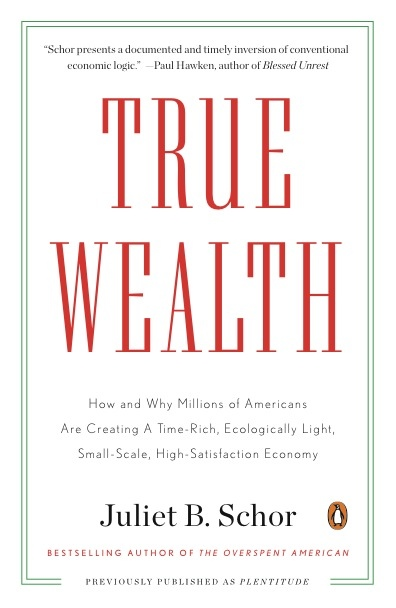 “Schor presents a documented and timely inversion of conventional
economic logic.” —Paul Hawken, author of Blessed Unrest
TRUE
WEALTH
How and Why Millions of Americans
Are Creating A Time-Rich, Ecologically Light,
Small-Scale, High-Satisfaction Economy
Juliet B. Schor
BESTSELLING AUTHOR OF THE OVERSPENT AMERICAN
PREVIOUSLY PUBLISHED AS PLENTITUDE